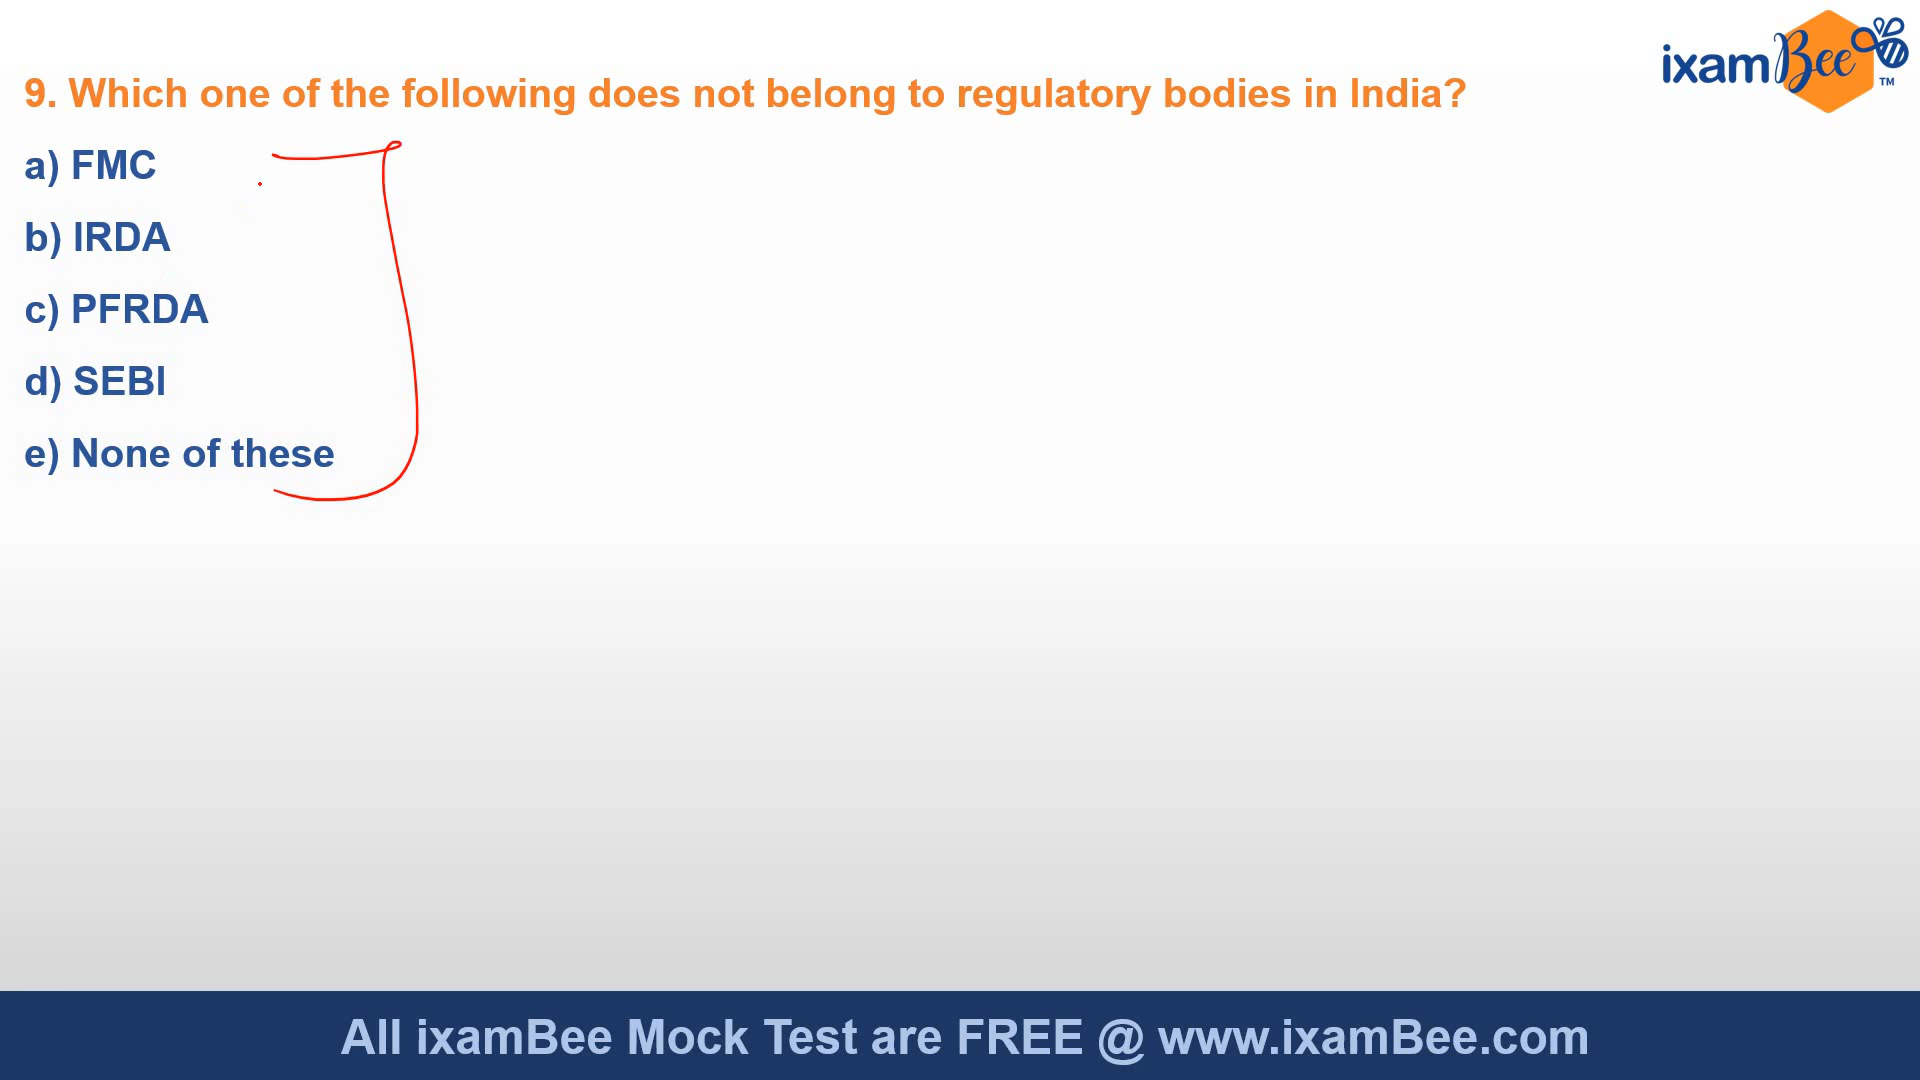 ixamBee TM
9. Which one of the following does not belong to regulatory bodies in India?
a) FMC
b) IRDA
c) PFRDA
d) SEBI
e) None of these
All ixamBee Mock Test are FREE @ www.ixamBee.com